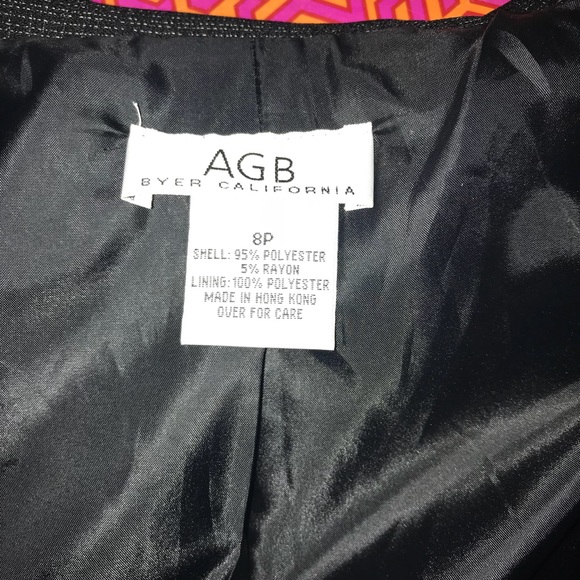 AGB
BYER CALIFORNIA
8P
SHELL: 95% POLYESTER
5% RAYON
LINING: 100% POLYESTER
MADE IN HONG KONG
OVER FOR CARE